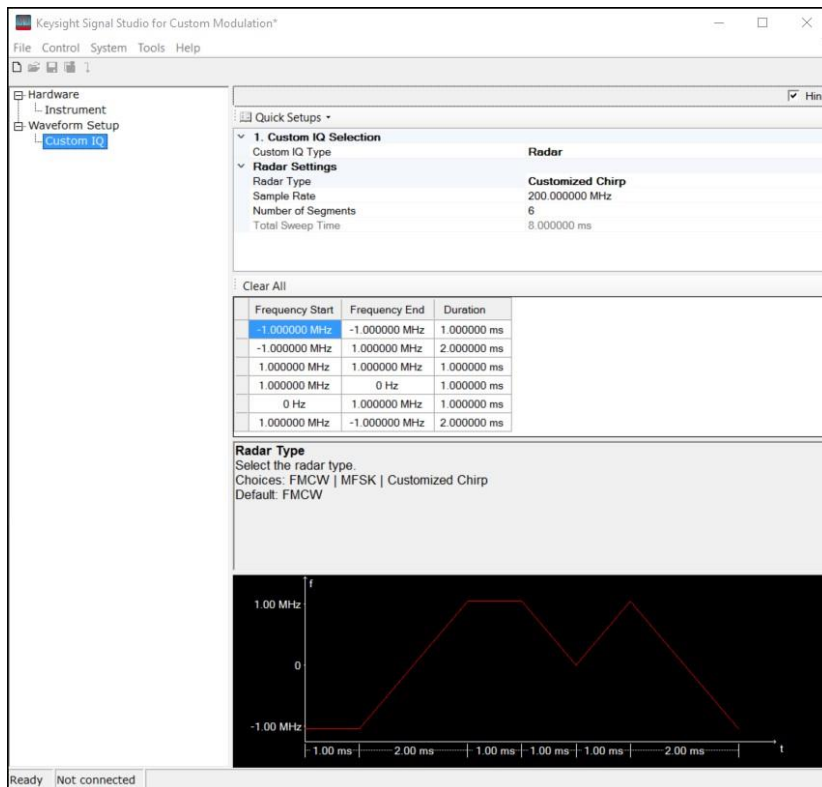 Keysight Signal Studio for Custom Modulation*
File Control System Tools Help
Hardware
Instrument
Waveform Setup
Custom IQ
Hin
Quick Setups
1. Custom IQ Selection
Custom IQ Type Radar
Radar Settings
Radar Type Customized Chirp
Sample Rate 200.000000 MHz
Number of Segments 6
Total Sweep Time 8.000000 ms
Clear All
Frequency Start Frequency End Duration
-1.000000 MHz -1.000000 MHz 1.000000 ms
-1.000000 MHz 1.000000 MHz 2.000000 ms
1.000000 MHz 1.000000 MHz 1.000000 ms
1.000000 MHz 0 Hz 1.000000 ms
0 Hz 1.000000 MHz 1.000000 ms
1.000000 MHz -1.000000 MHz 2.000000 ms
Radar Type
Select the radar type.
Choices: FMCW | MFSK | Customized Chirp
Default: FMCW
f
1.00 MHz
0
-1.00 MHz
1.00 ms 2.00 ms 1.00 ms 1.00 ms 1.00 ms 2.00 ms t
Ready Not connected